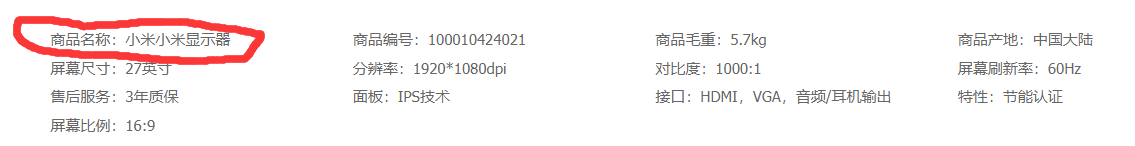 商品名称：小米小米显示器 商品编号：100010424021 商品毛重：5.7kg 商品产地：中国大陆
屏幕尺寸：27英寸 分辨率：1920*1080dpi 对比度：1000:1 屏幕刷新率：60Hz
售后服务：3年质保 面板：IPS技术 接口：HDMI，VGA，音频/耳机输出 特性：节能认证
屏幕比例：16:9